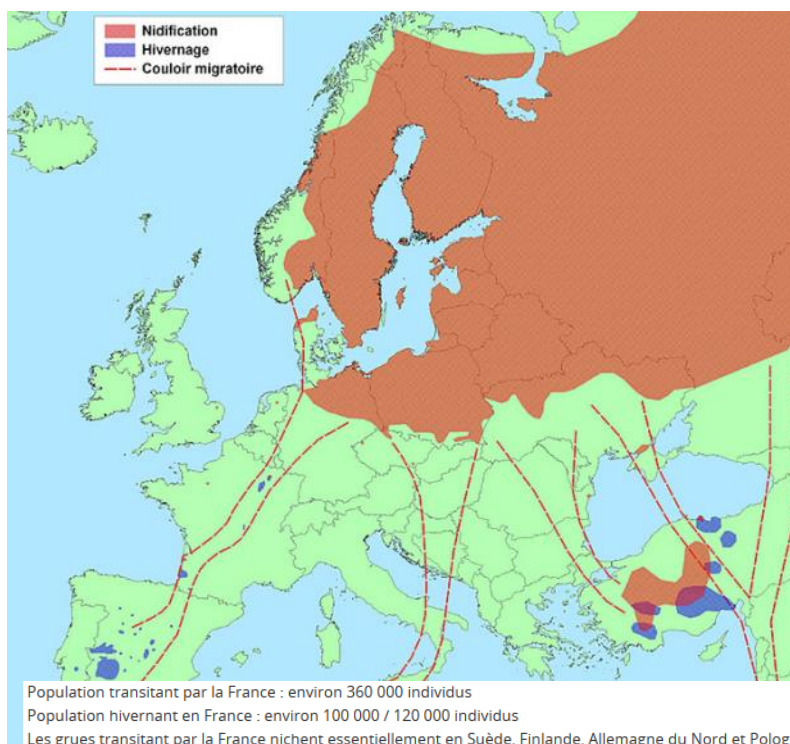 Nidification
Hivernage
Couloir migratoire
Population transitant par la France : environ 360 000 individus
Population hivernant en France : environ 100 000 / 120 000 individus
Les grues transitant par la France nichent essentiellement en Suède, Finlande, Allemagne du Nord et Polog